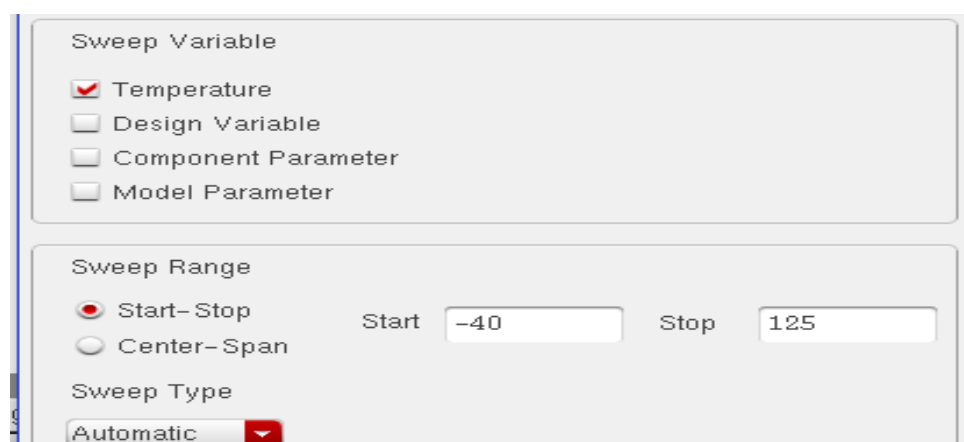 Sweep Variable
Temperature
Design Variable
Component Parameter
Model Parameter
Sweep Range
Start-Stop
Start -40 Stop 125
Center-Span
Sweep Type
Automatic